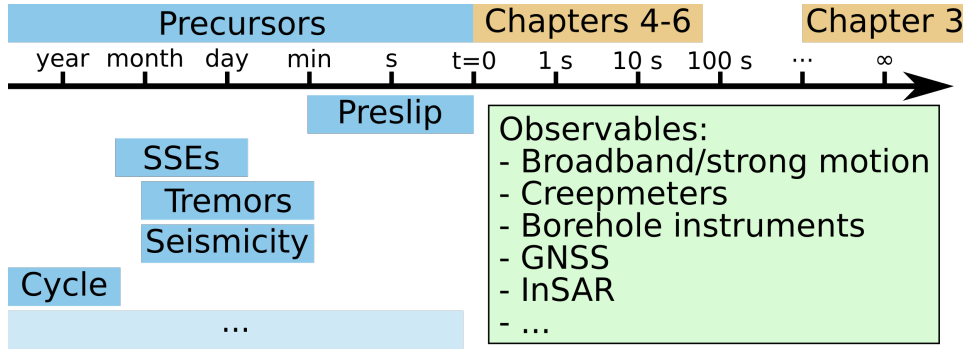 Precursors
Chapters 4-6
Chapter 3
year month day min s t=0 1 s 10 s 100 s ... ∞
Preslip
SSEs
Tremors
Seismicity
Cycle
...
Observables:
- Broadband/strong motion
- Creepmeters
- Borehole instruments
- GNSS
- InSAR
- ...